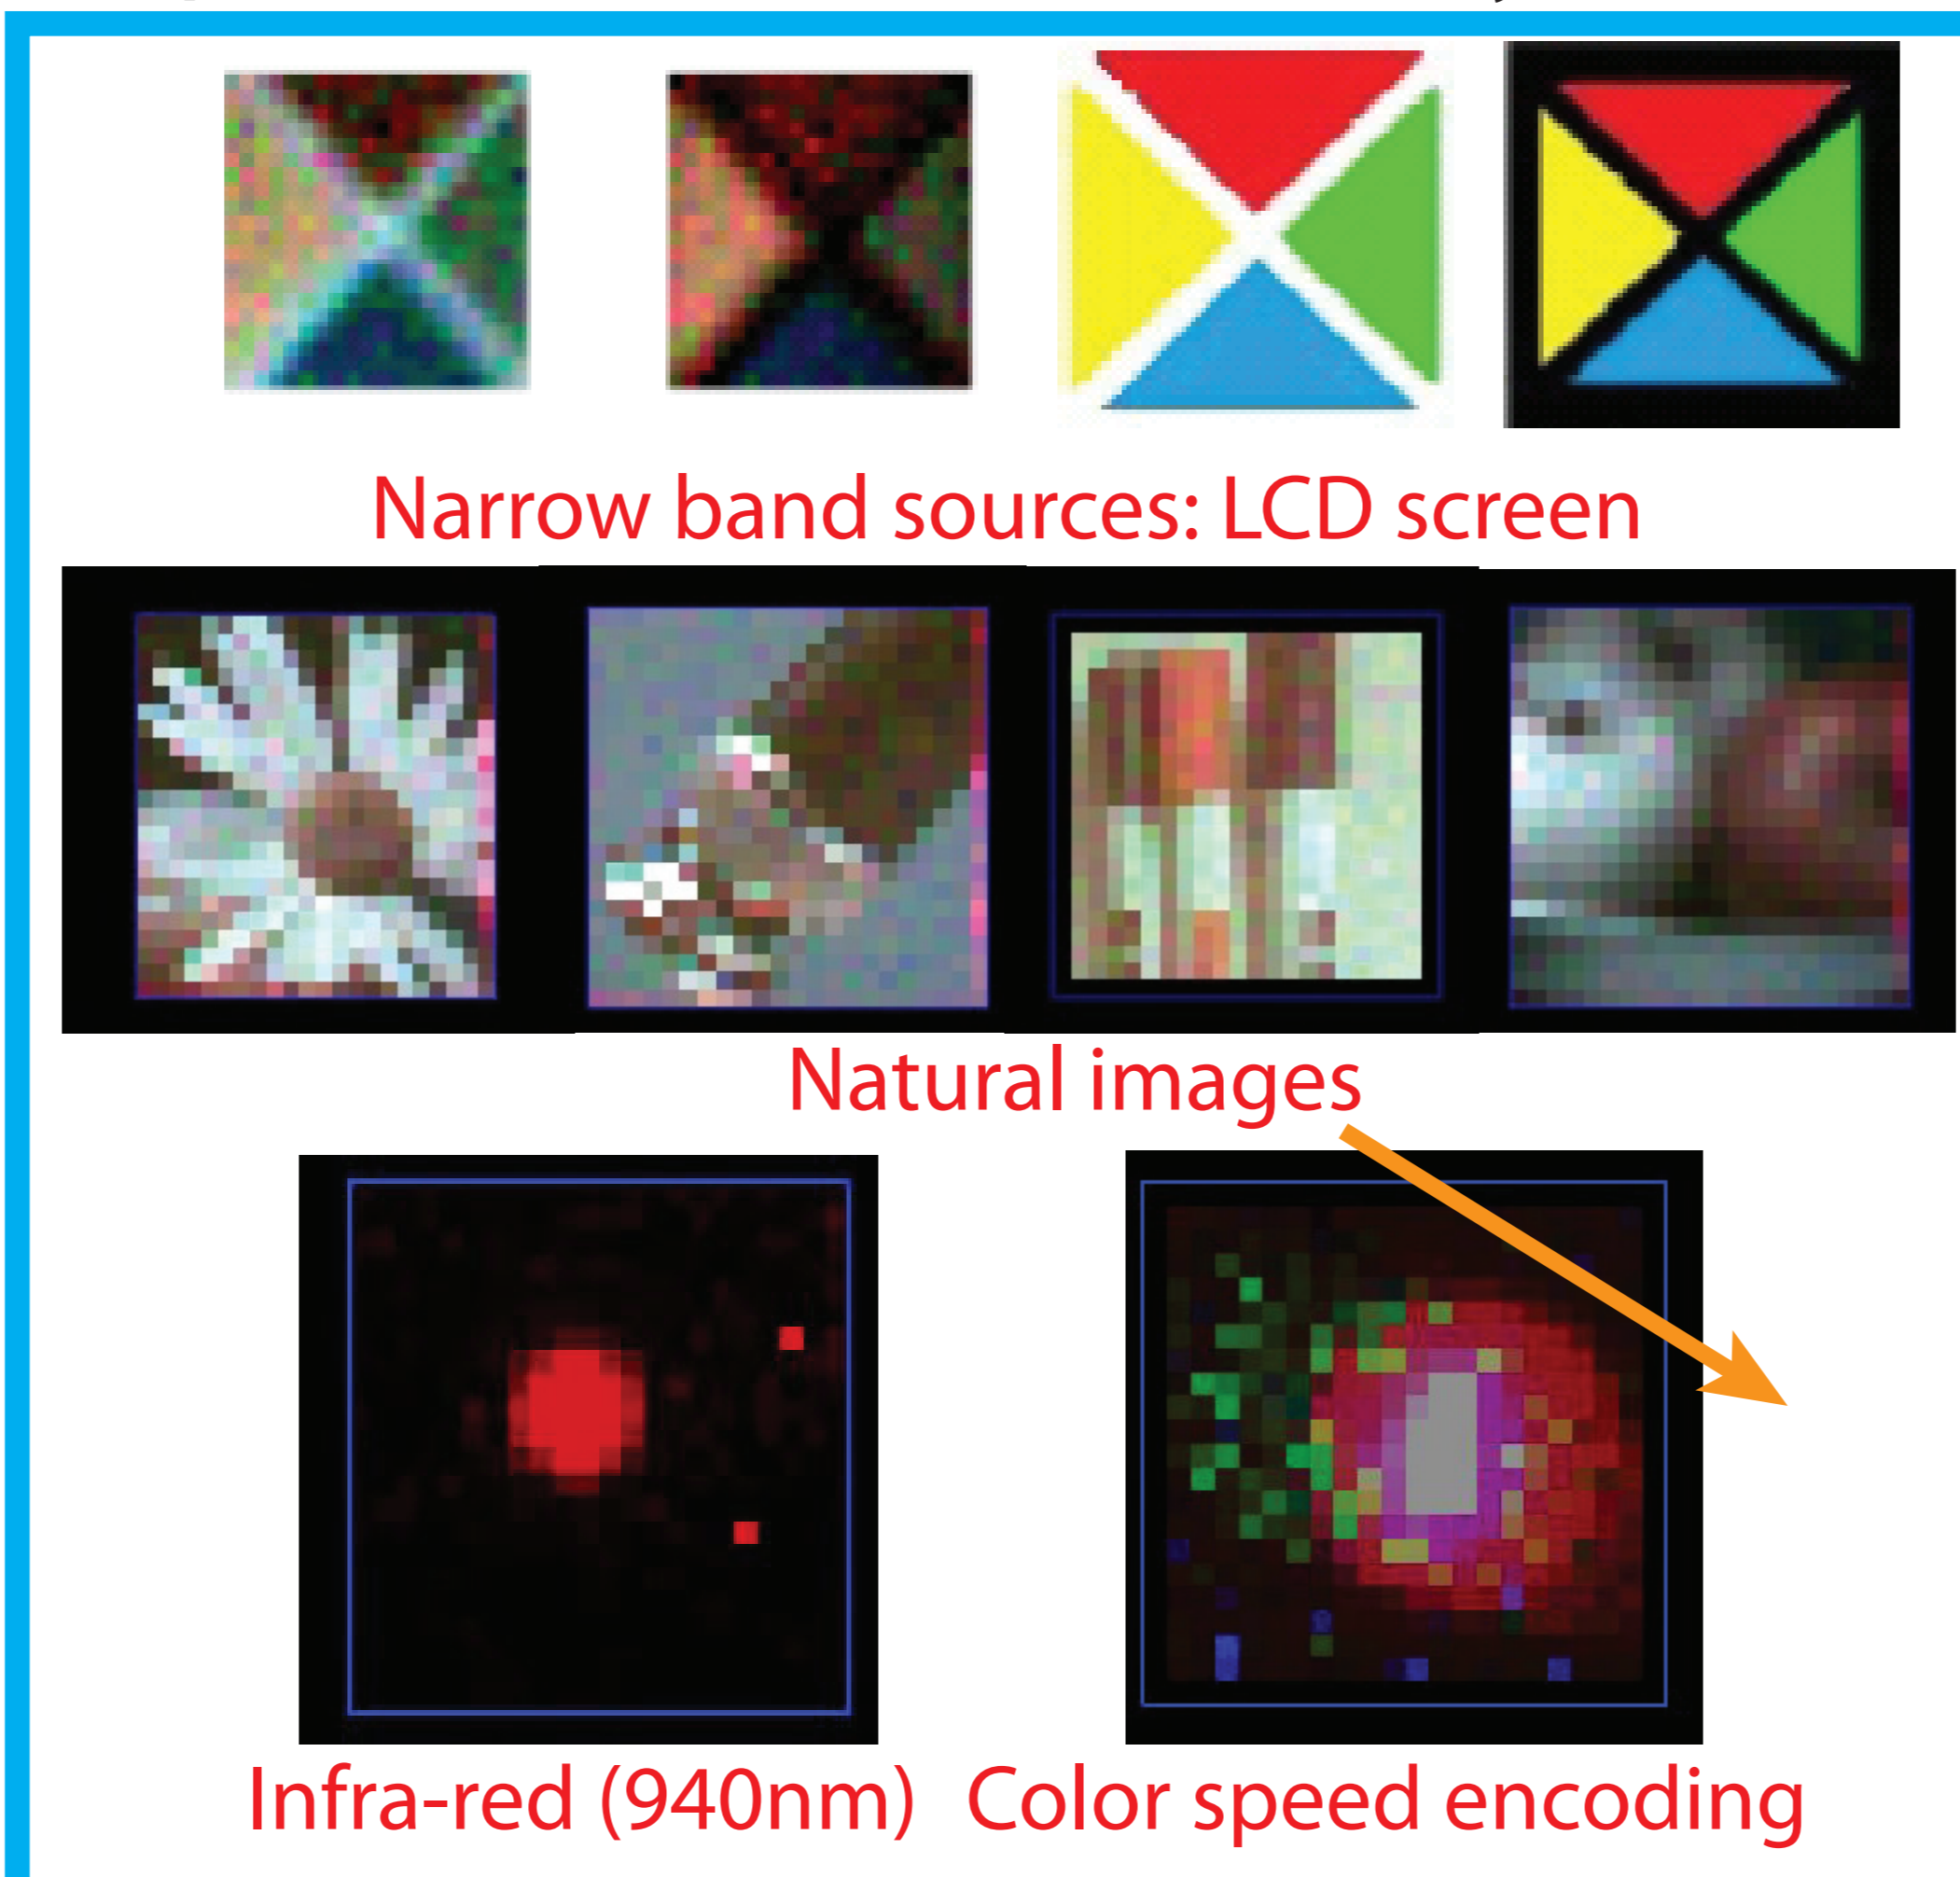 Narrow band sources: LCD screen
Natural images
Infra-red (940nm) Color speed encoding